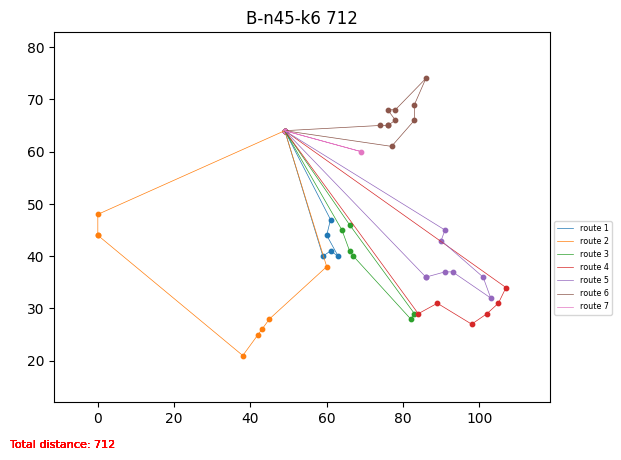 B-n45-k6 712
80
70
60
50
40
30
20
0 20 40 60 80 100
route 1
route 2
route 3
route 4
route 5
route 6
route 7
Total distance: 712